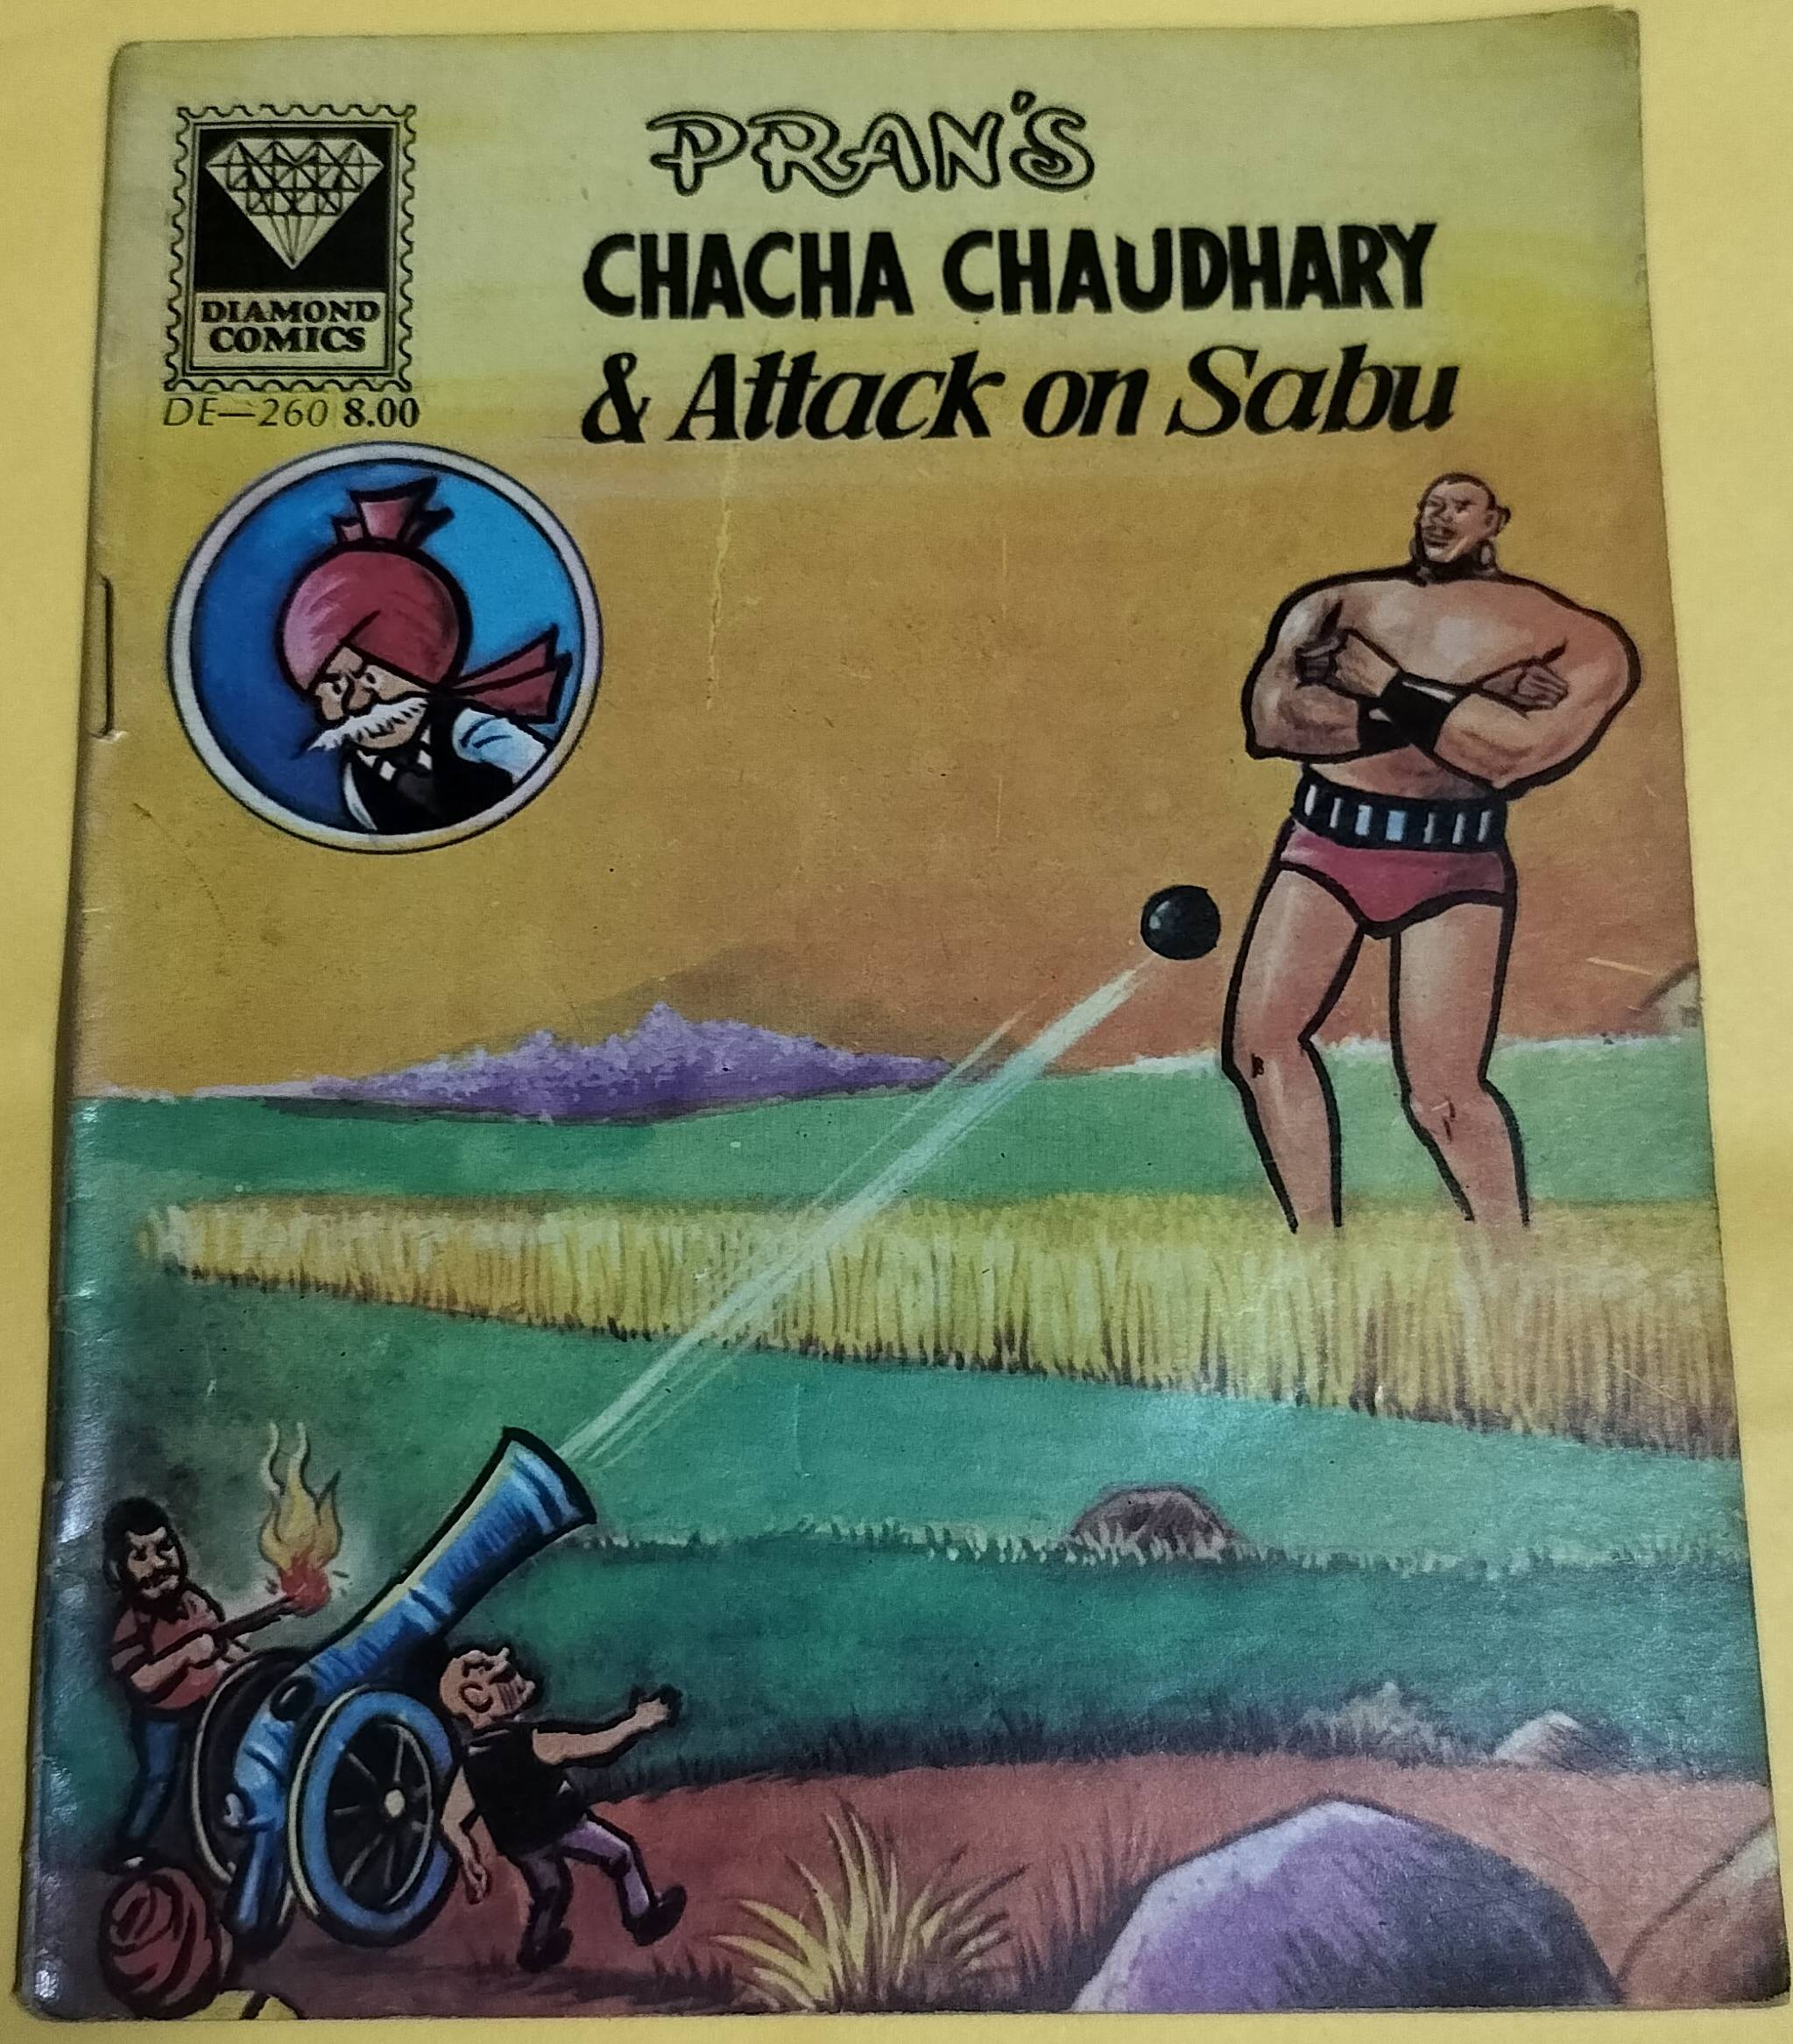 PRAN'S
CHACHA CHAUDHARY
& Attack on Sabu
DIAMOND
COMICS
DE—260 8.00